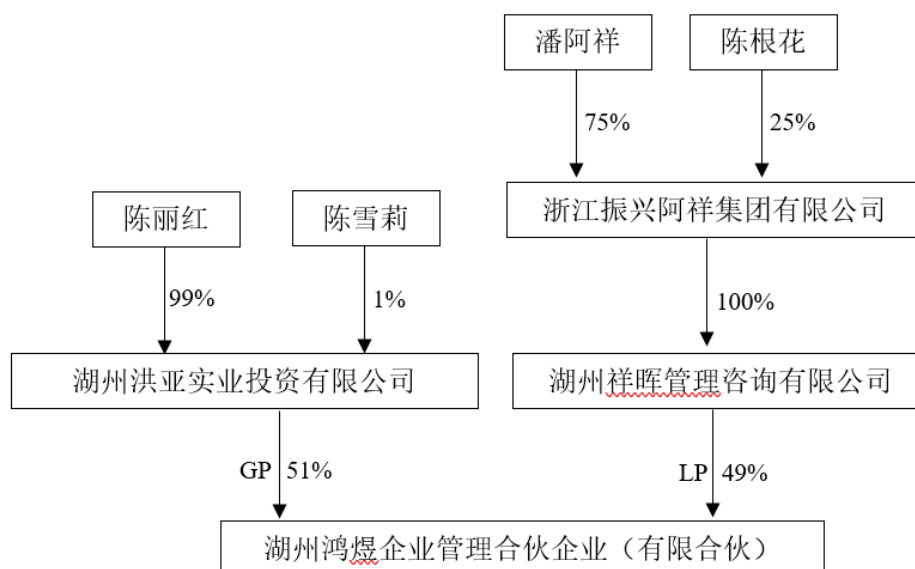 潘阿祥
陈根花
75%
25%
陈丽红
陈雪莉
浙江振兴阿祥集团有限公司
99%
1%
100%
湖州洪亚实业投资有限公司
湖州祥晖管理咨询有限公司
GP 51%
LP 49%
湖州鸿煜企业管理合伙企业（有限合伙）